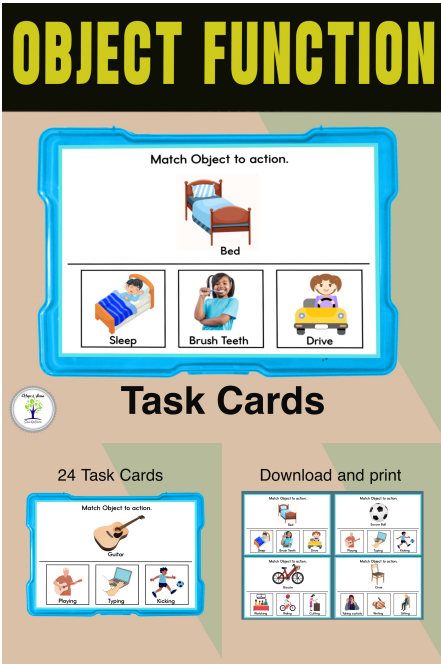 OBJECT FUNCTION
Match Object to action.
Bed
Sleep
Brush Teeth
Drive
Task Cards
24 Task Cards
Download and print
Match Object to action.
Guitar
Playing
Typing
Kicking
Match Object to action.
Bed
Sleep
Brush Teeth
Drive
Match Object to action.
Soccer Ball
Playing
Typing
Kicking
Match Object to action.
Bicycle
Riding
Cutting
Match Object to action.
Chair
Writing
Sitting